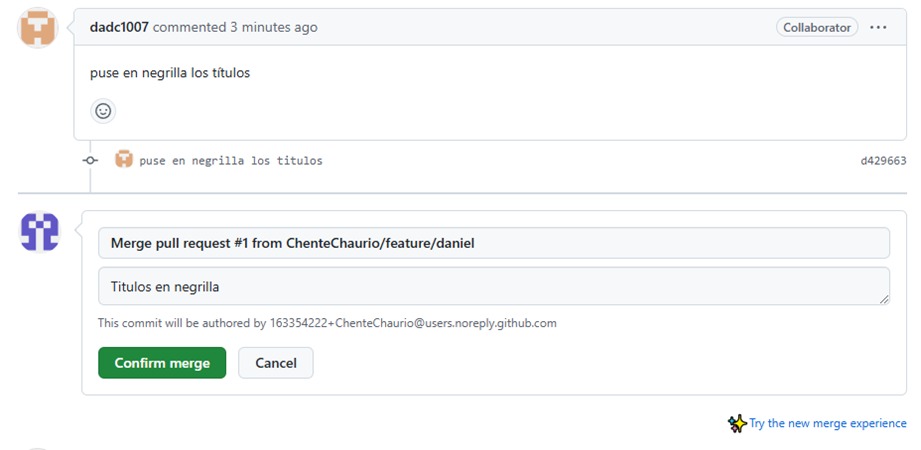 dadc1007 commented 3 minutes ago
Collaborator
puse en negrilla los títulos
puse en negrilla los titulos
d429663
Merge pull request #1 from ChenteChaurio/feature/daniel
Titulos en negrilla
This commit will be authored by 163354222+ChenteChaurio@users.noreply.github.com
Confirm merge
Cancel
Try the new merge experience